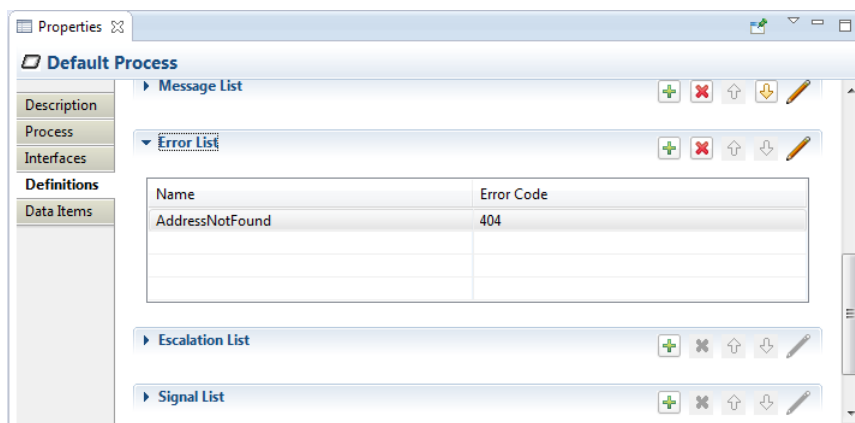 Properties
Default Process
Message List
Description
Process
Error List
Interfaces
Definitions
Name Error Code
Data Items
AddressNotFound 404
Escalation List
Signal List